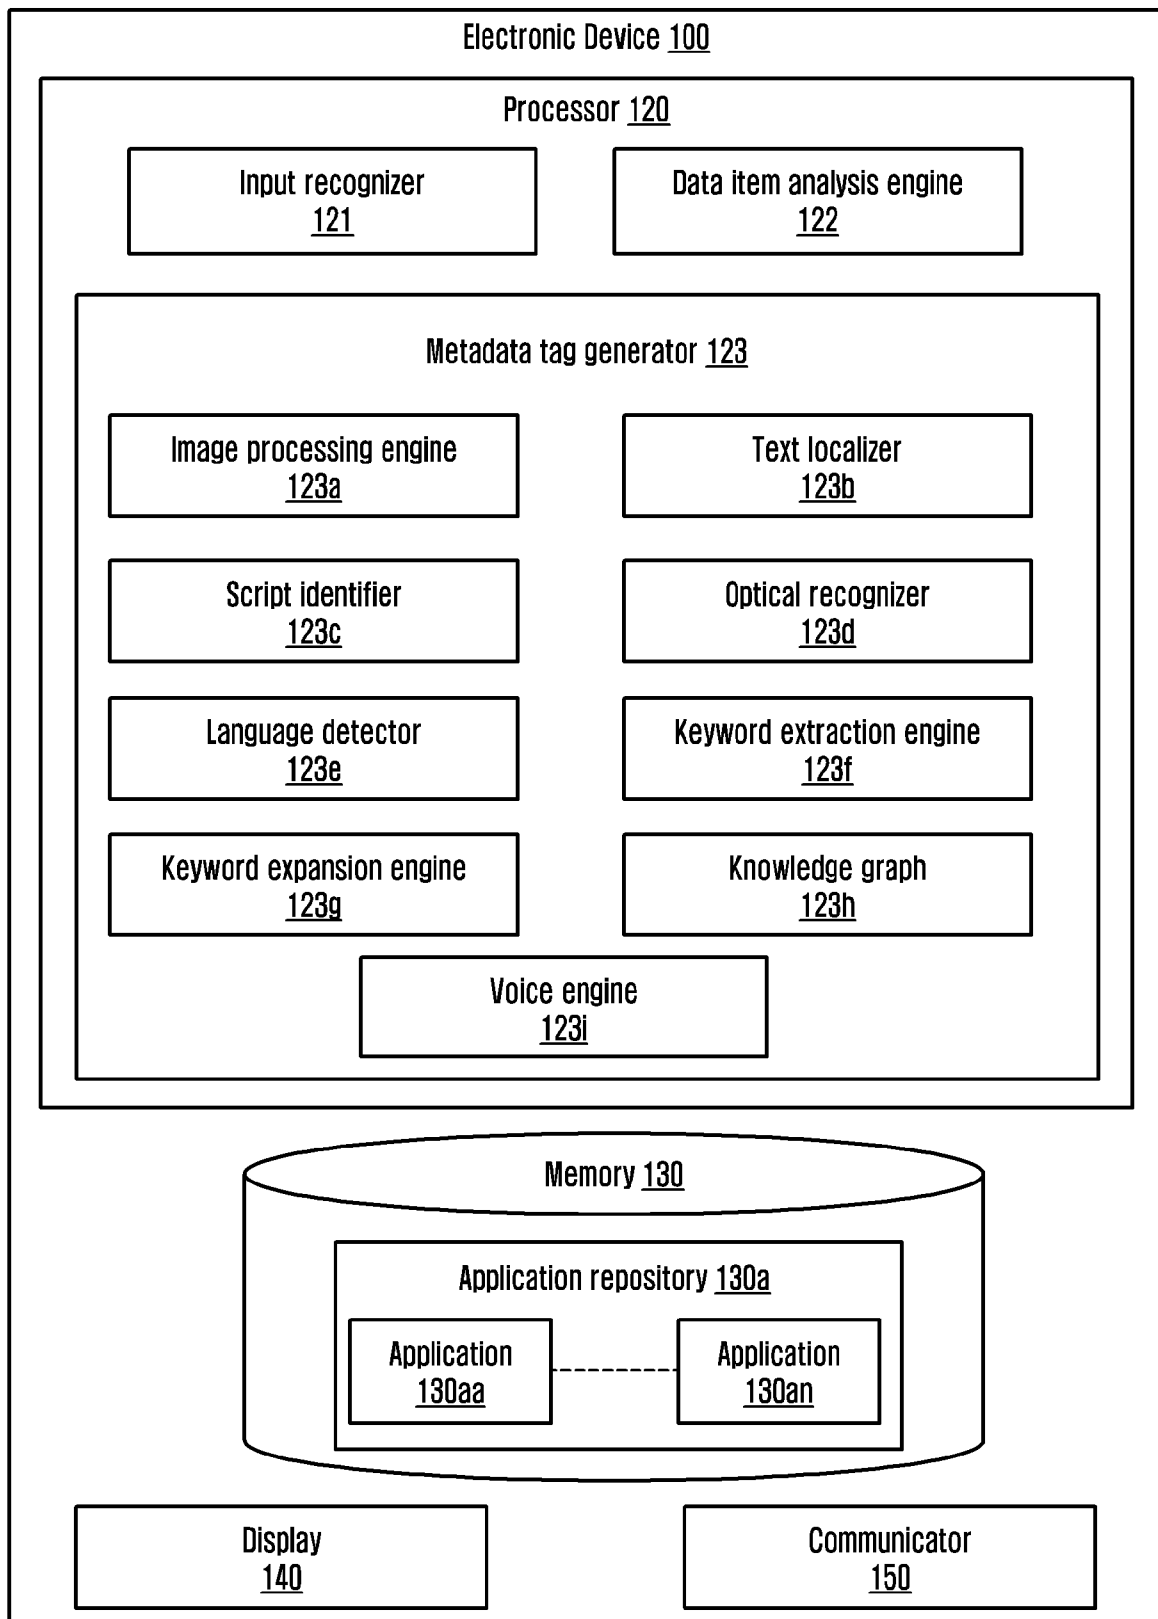 Electronic Device 100
Processor 120
Input recognizer
121
Data item analysis engine
122
Metadata tag generator 123
Image processing engine
123a
Text localizer
123b
Script identifier
123c
Optical recognizer
123d
Language detector
123e
Keyword extraction engine
123f
Keyword expansion engine
123g
Knowledge graph
123h
Voice engine
123i
Memory 130
Application repository 130a
Application
130aa
Application
130an
Display
140
Communicator
150